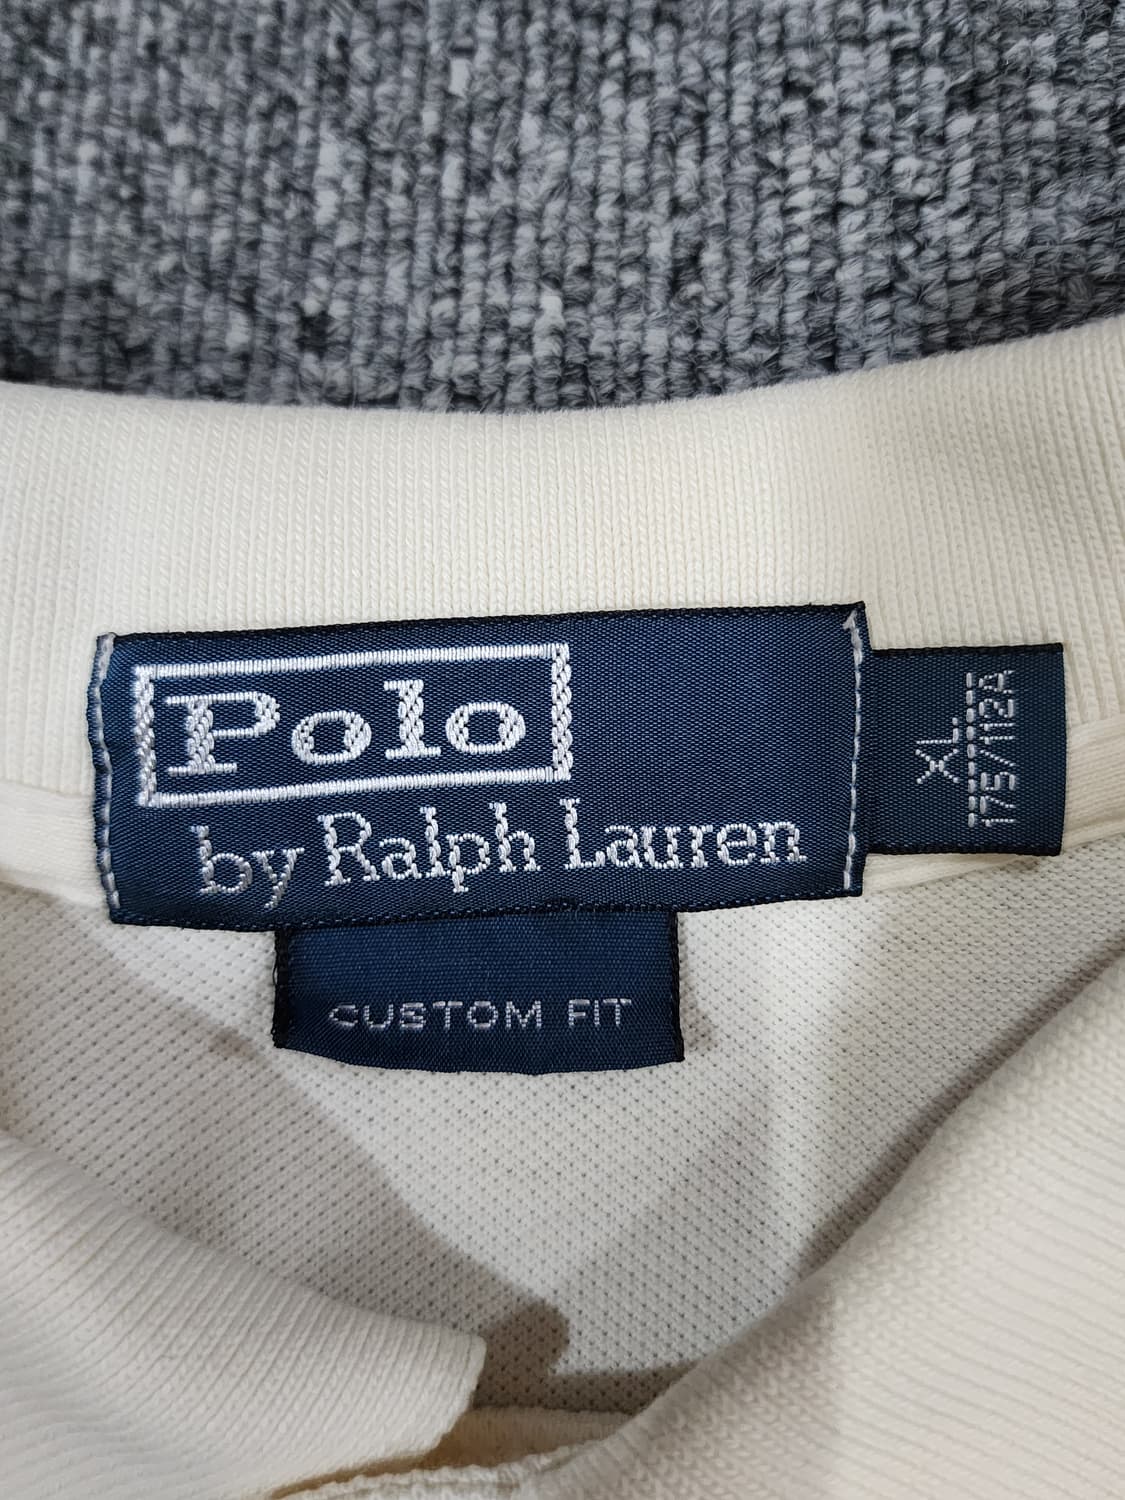 Polo
by Ralph Lauren
XL
175/112A
CUSTOM FIT